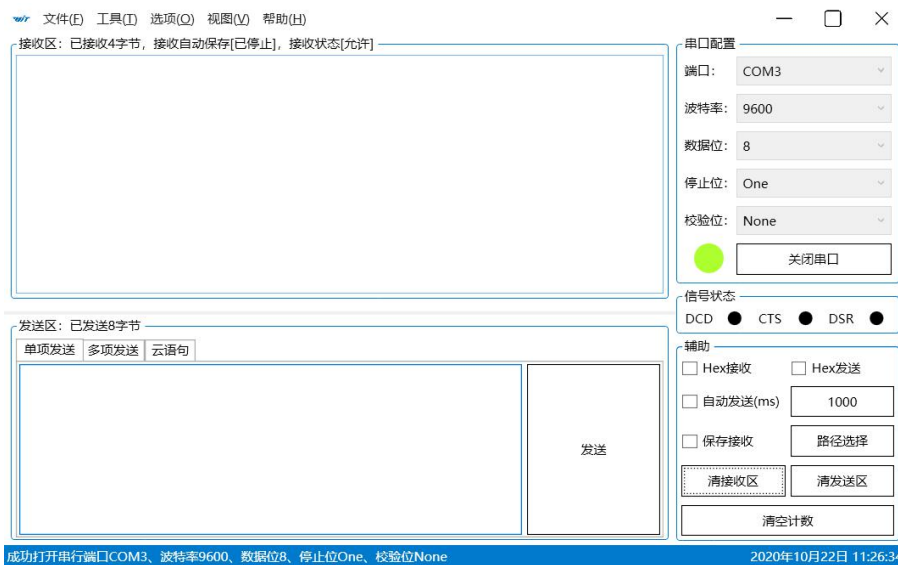 文件(F) 工具(T) 选项(O) 视图(V) 帮助(H)
接收区：已接收4字节，接收自动保存[已停止]，接收状态[允许]
串口配置
端口： COM3
波特率： 9600
数据位： 8
停止位： One
校验位： None
关闭串口
信号状态
DCD CTS DSR
发送区：已发送8字节
单项发送 多项发送 云语句
发送
辅助
Hex接收 Hex发送
自动发送(ms) 1000
保存接收 路径选择
清接收区 清发送区
清空计数
成功打开串行端口COM3、波特率9600、数据位8、停止位One、校验位None
2020年10月22日 11:26:34